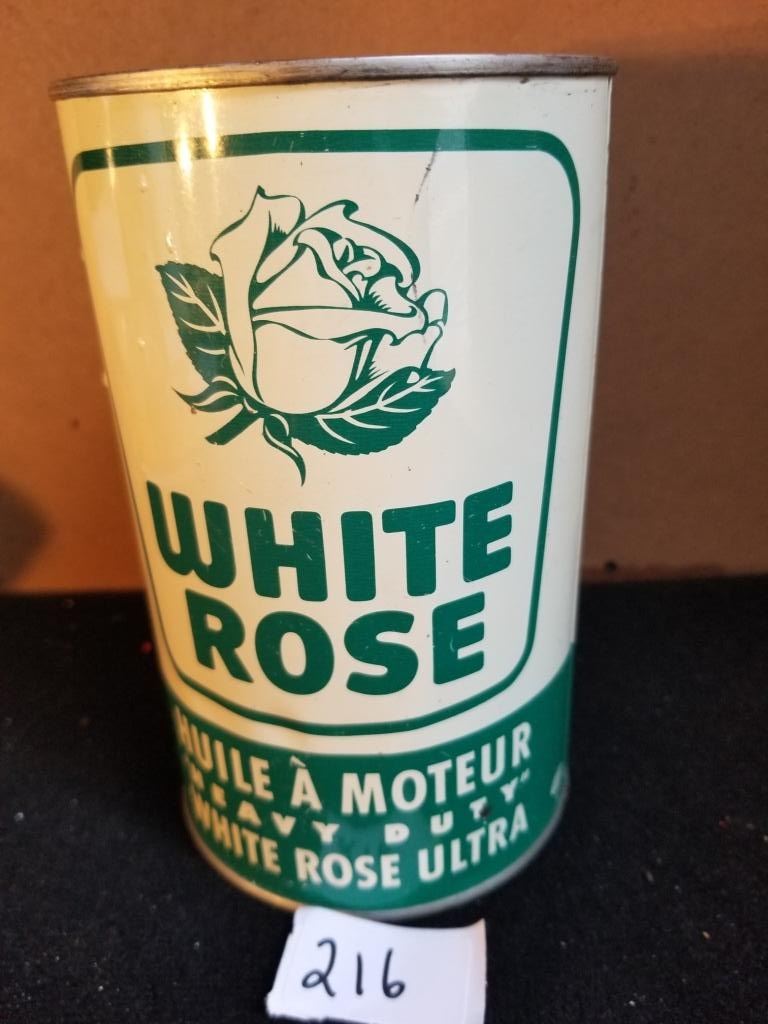 WHITE
ROSE
HUILE À MOTEUR
"HEAVY DUTY"
WHITE ROSE ULTRA
216